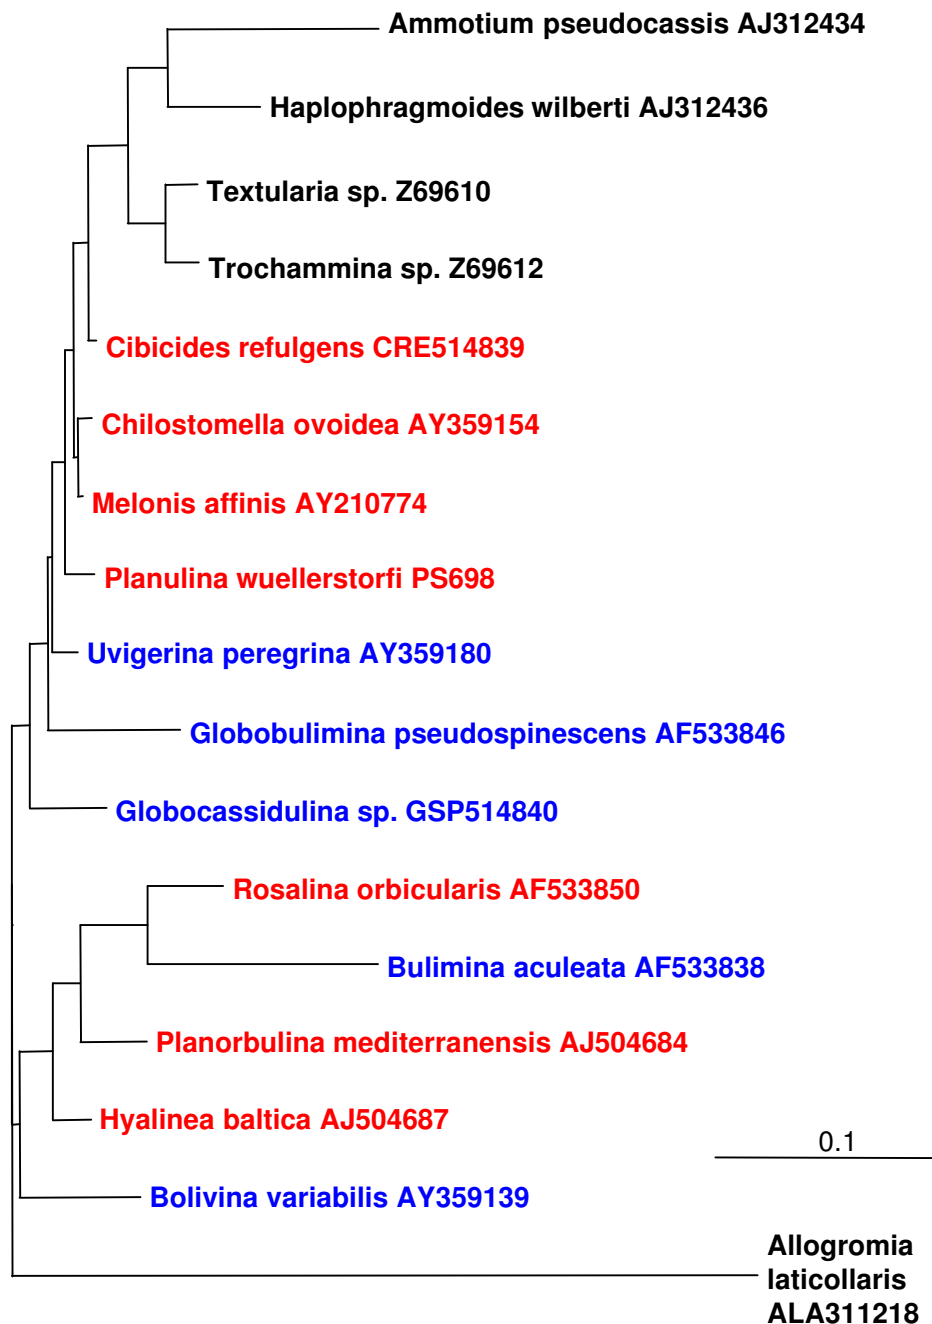 Ammotium pseudocassis AJ312434
Haplophragmoides wilberti AJ312436
Textularia sp. Z69610
Trochammina sp. Z69612
Cibicides refulgens CRE514839
Chilostomella ovoidea AY359154
Melonis affinis AY210774
Planulina wuellerstorfi PS698
Uvigerina peregrina AY359180
Globobulimina pseudospinescens AF533846
Globocassidulina sp. GSP514840
Rosalina orbicularis AF533850
Bulimina aculeata AF533838
Planorbulina mediterranensis AJ504684
Hyalinea baltica AJ504687
0.1
Bolivina variabilis AY359139
Allogromia
laticollaris
ALA311218